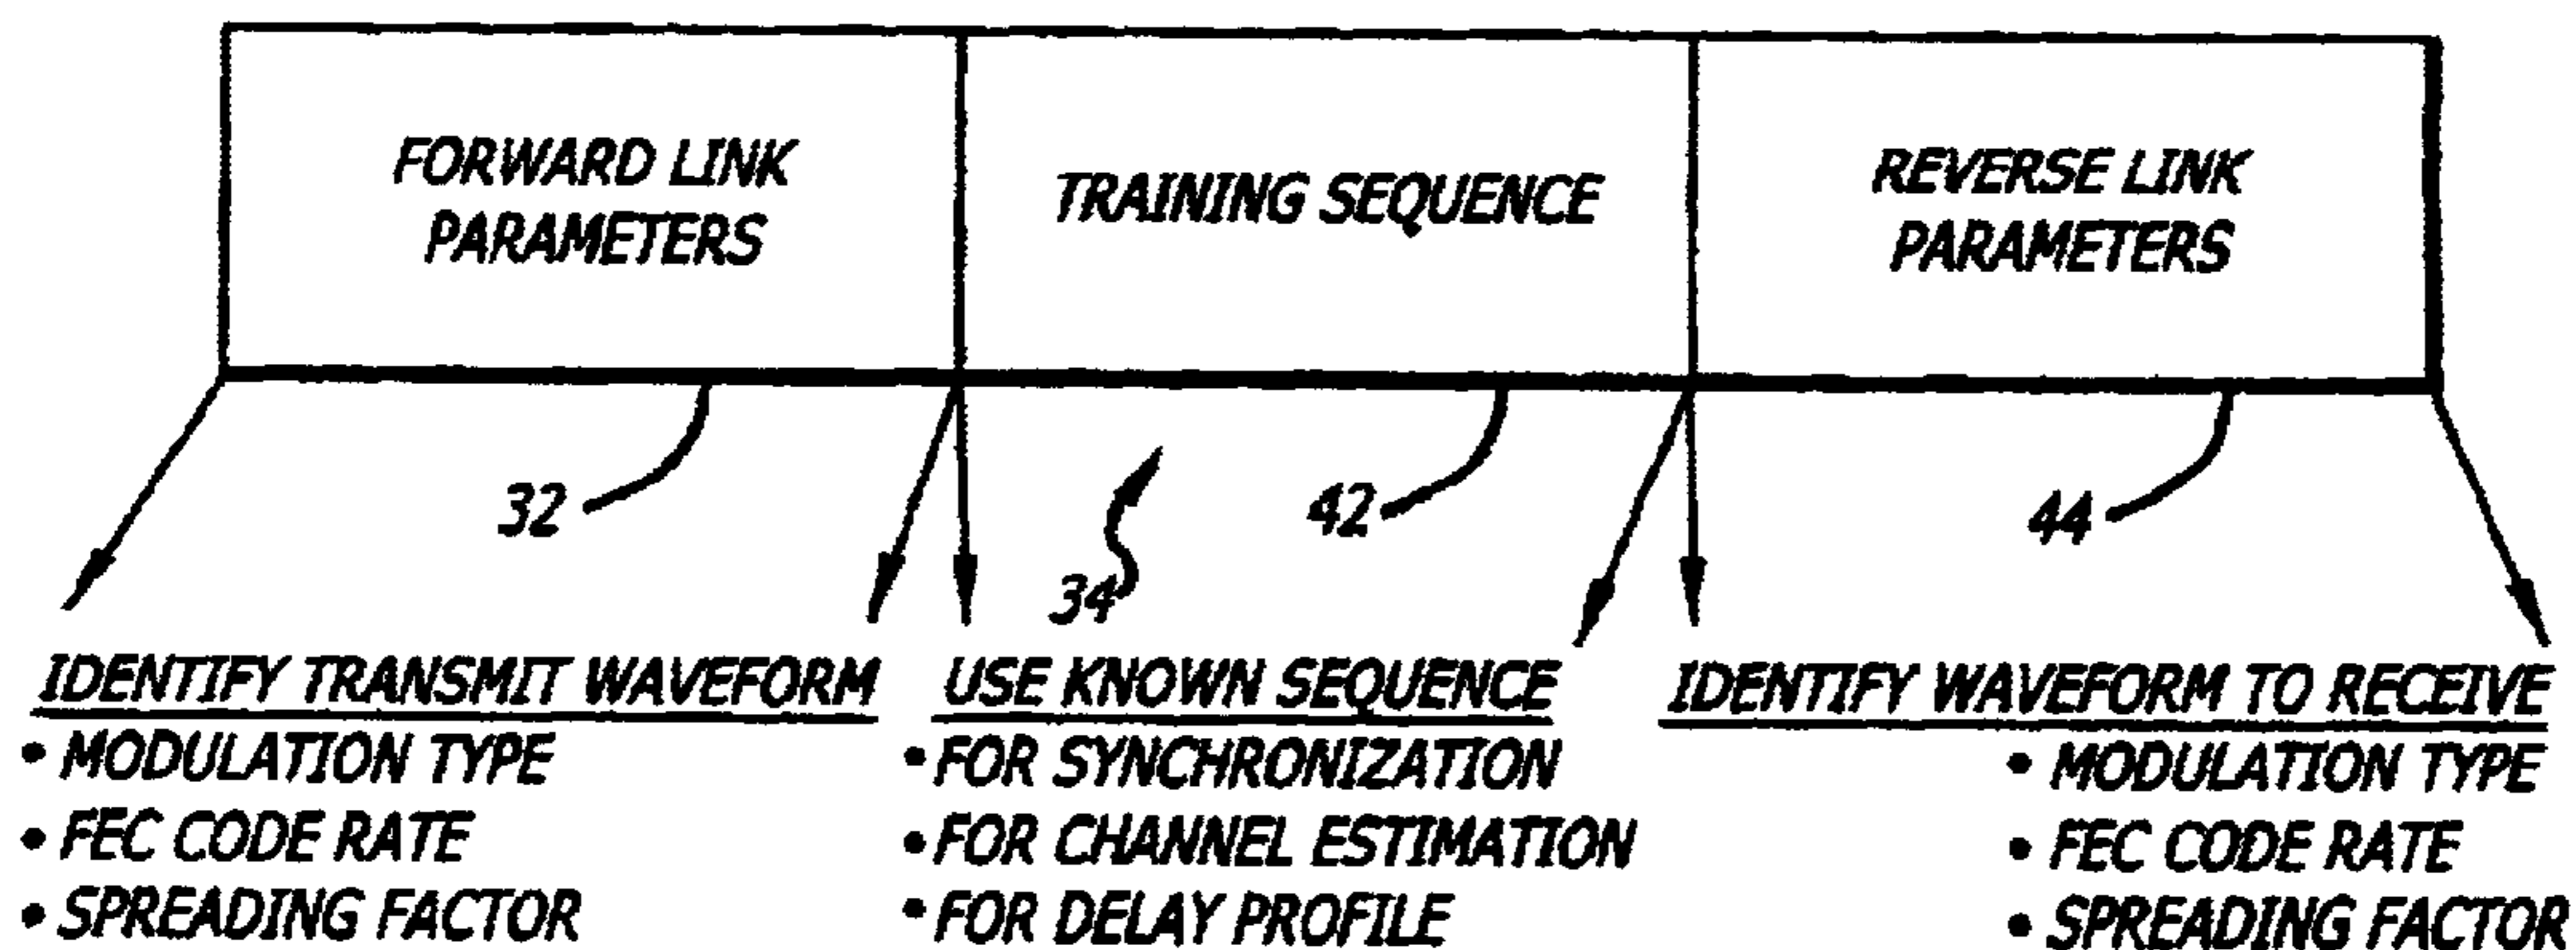 FORWARD LINK
PARAMETERS
TRAINING SEQUENCE
REVERSE LINK
PARAMETERS
32
34
42
44
IDENTIFY TRANSMIT WAVEFORM
• MODULATION TYPE
• FEC CODE RATE
• SPREADING FACTOR
USE KNOWN SEQUENCE
• FOR SYNCHRONIZATION
• FOR CHANNEL ESTIMATION
• FOR DELAY PROFILE
IDENTIFY WAVEFORM TO RECEIVE
• MODULATION TYPE
• FEC CODE RATE
• SPREADING FACTOR